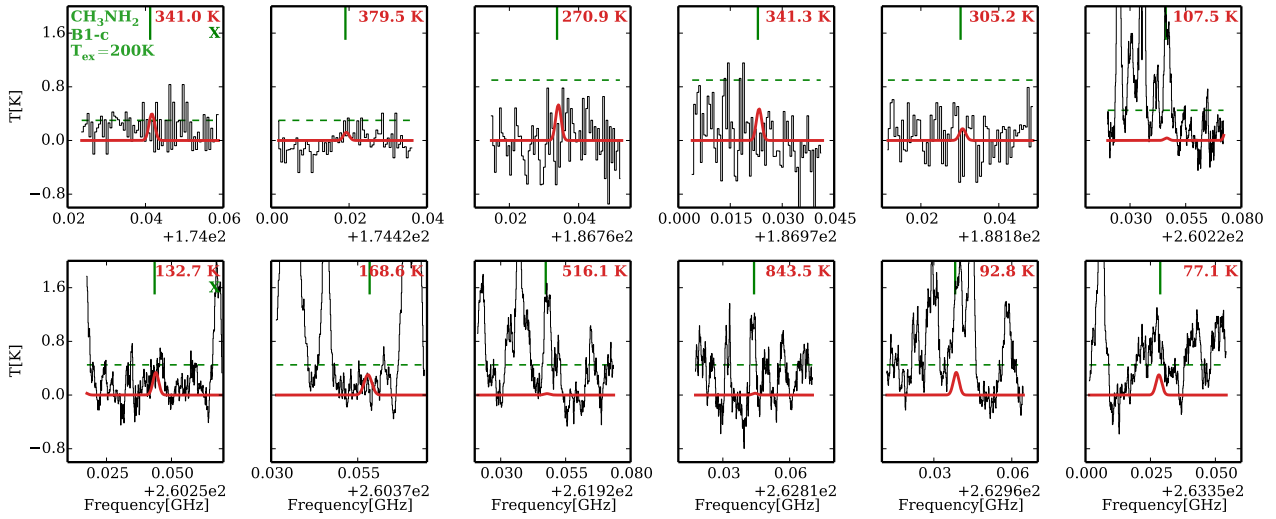 CH₃NH₂ 341.0 K 379.5 K 270.9 K 341.3 K 305.2 K 107.5 K
B1-c X
T_ex=200K
T[K]
1.6
0.8
0.0
−0.8
0.02 0.04 0.06 0.00 0.02 0.04 0.02 0.04 0.000 0.015 0.030 0.045 0.02 0.04 0.030 0.055 0.080
+1.74e2 +1.7442e2 +1.8676e2 +1.8697e2 +1.8818e2 +2.6022e2
132.7 K 168.6 K 516.1 K 843.5 K 92.8 K 77.1 K
X
T[K]
1.6
0.8
0.0
−0.8
0.025 0.050 0.030 0.055 0.030 0.055 0.080 0.03 0.06 0.03 0.06 0.000 0.025 0.050
+2.6025e2 +2.6037e2 +2.6192e2 +2.6281e2 +2.6296e2 +2.6335e2
Frequency[GHz] Frequency[GHz] Frequency[GHz] Frequency[GHz] Frequency[GHz] Frequency[GHz]